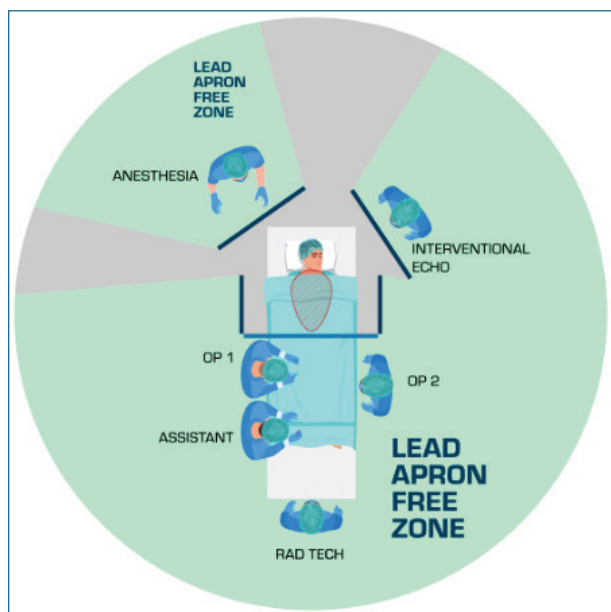 LEAD
APRON
FREE
ZONE
ANESTHESIA
INTERVENTIONAL
ECHO
OP 1
OP 2
ASSISTANT
LEAD
APRON
FREE
ZONE
RAD TECH